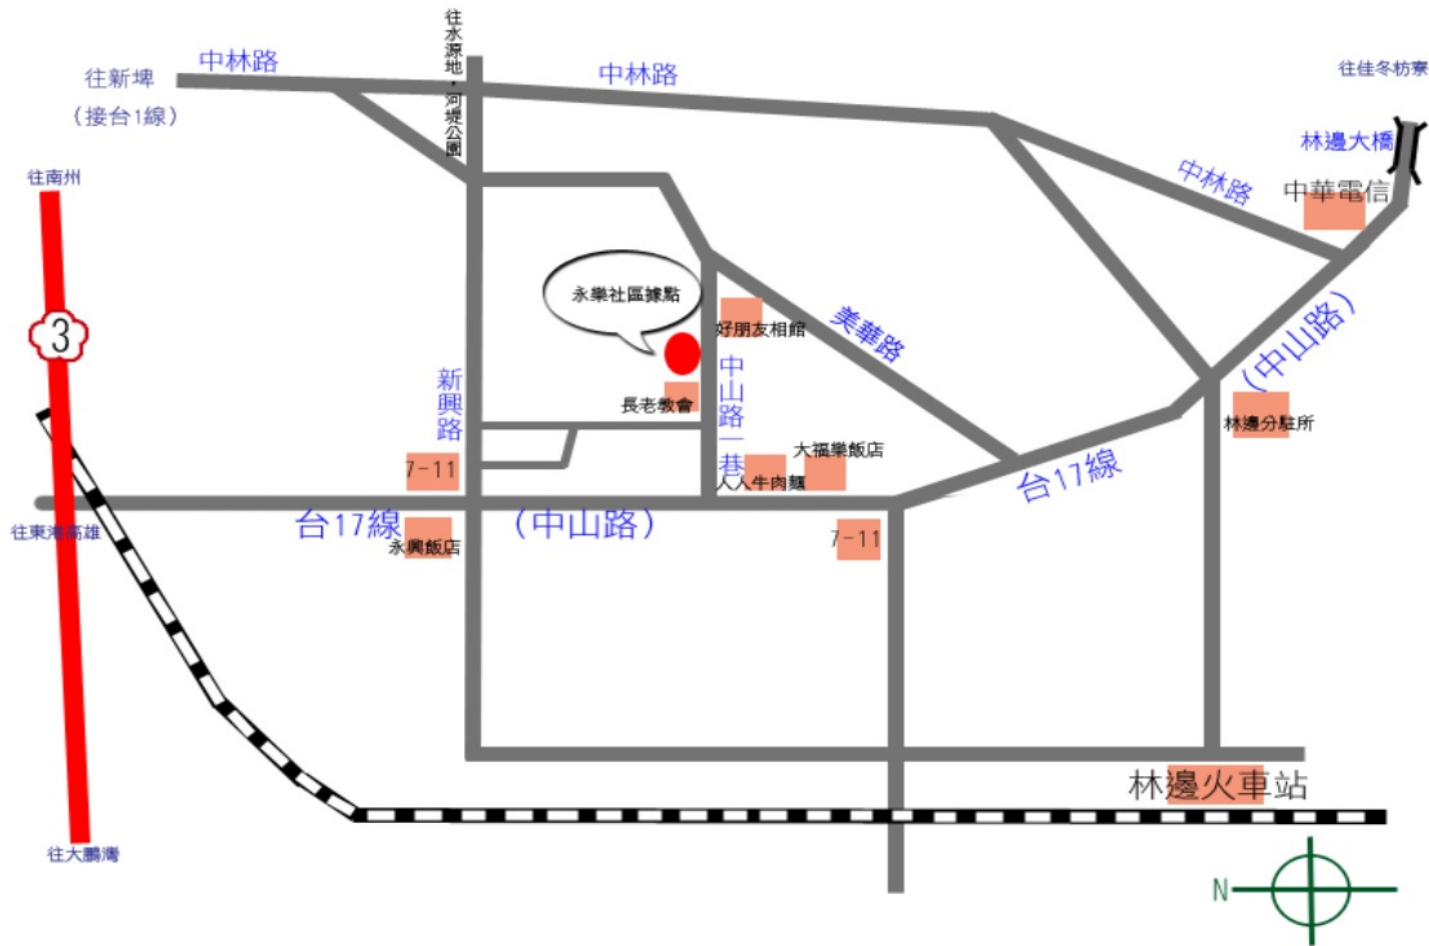 往水源地，河堤公園
中林路
中林路
往新埤
（接台1線）
往佳冬枋寮
林邊大橋
中林路
中華電信
往南州
3
永樂社區據點
好朋友相館
美華路
（中山路）
新興路
中山路一巷
長老教會
林邊分駐所
大福樂飯店
7-11
人人牛肉麵
台17線
台17線
（中山路）
往東港高雄
永興飯店
7-11
林邊火車站
往大鵬灣
N